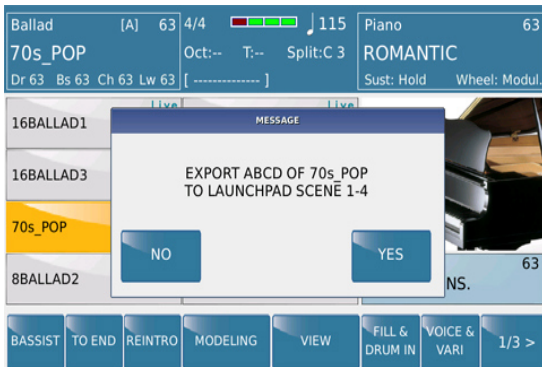 Ballad [A] 63 4/4 115 Piano 63
70s_POP Oct:-- T:-- Split:C 3 ROMANTIC
Dr 63 Bs 63 Ch 63 Lw 63 [ -------------- ] Sust: Hold Wheel: Modul.
Live Live
16BALLAD1
MESSAGE
16BALLAD3
EXPORT ABCD OF 70s_POP
TO LAUNCHPAD SCENE 1-4
70s_POP
NO YES
63
8BALLAD2 NS.
BASSIST TO END REINTRO MODELING VIEW FILL & DRUM IN VOICE & VARI 1/3 >